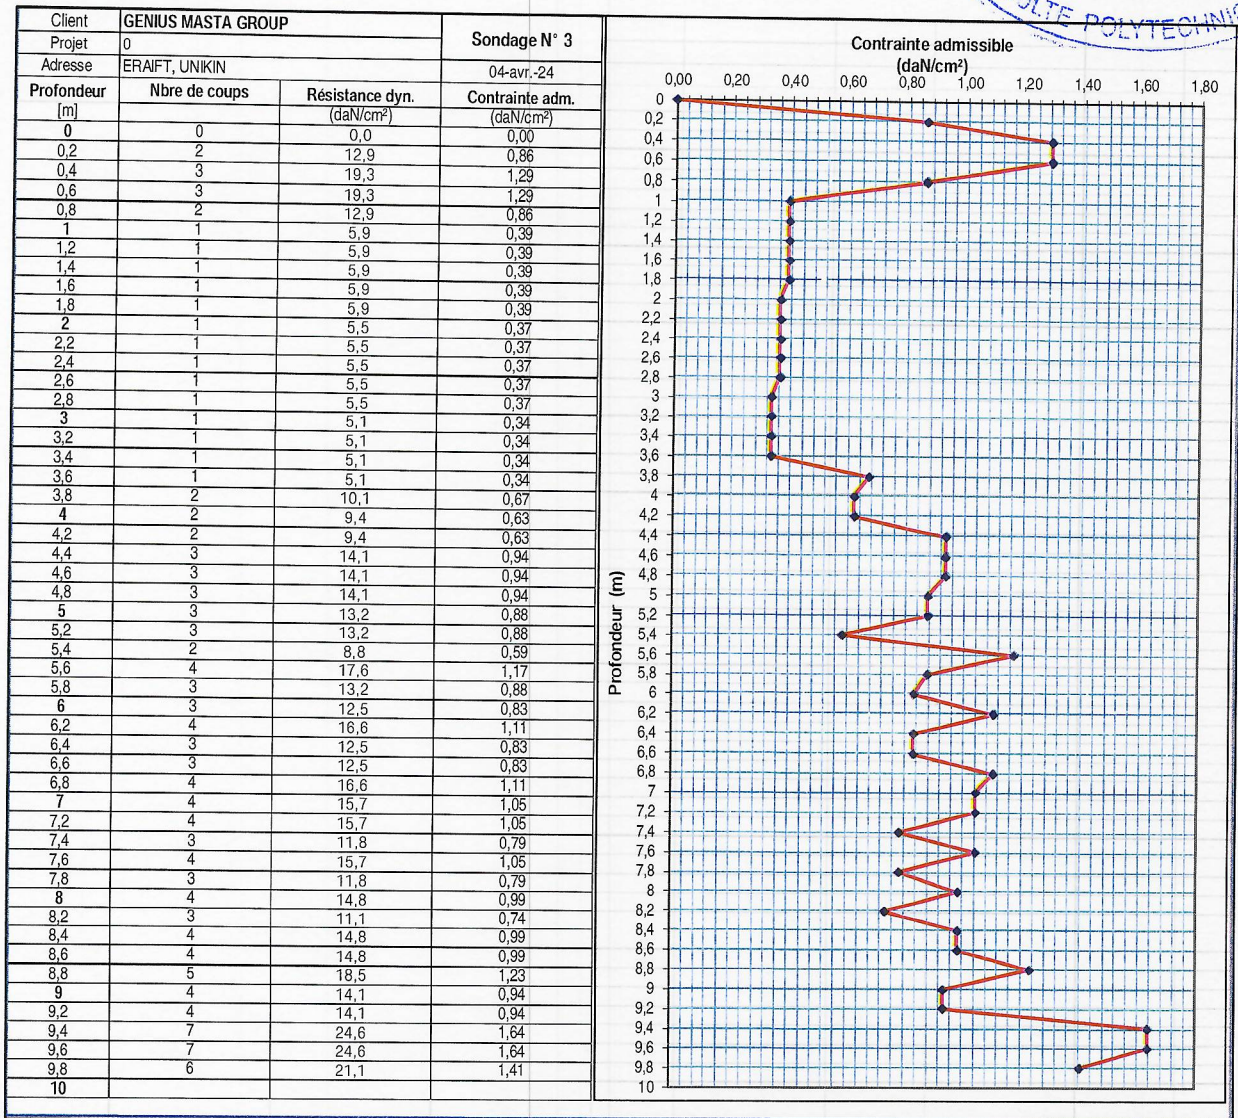 Client GENIUS MASTA GROUP Sondage N° 3
Projet 0
Adresse ERAIFT, UNIKIN 04-avr.-24
Profondeur Nbre de coups Résistance dyn. Contrainte adm.
[m] (daN/cm²) (daN/cm²)
0 0 0,0 0,00
0,2 2 12,9 0,86
0,4 3 19,3 1,29
0,6 3 19,3 1,29
0,8 2 12,9 0,86
1 1 5,9 0,39
1,2 1 5,9 0,39
1,4 1 5,9 0,39
1,6 1 5,9 0,39
1,8 1 5,9 0,39
2 1 5,5 0,37
2,2 1 5,5 0,37
2,4 1 5,5 0,37
2,6 1 5,5 0,37
2,8 1 5,5 0,37
3 1 5,1 0,34
3,2 1 5,1 0,34
3,4 1 5,1 0,34
3,6 1 5,1 0,34
3,8 2 10,1 0,67
4 2 9,4 0,63
4,2 2 9,4 0,63
4,4 3 14,1 0,94
4,6 3 14,1 0,94
4,8 3 14,1 0,94
5 3 13,2 0,88
5,2 3 13,2 0,88
5,4 2 8,8 0,59
5,6 4 17,6 1,17
5,8 3 13,2 0,88
6 3 12,5 0,83
6,2 4 16,6 1,11
6,4 3 12,5 0,83
6,6 3 12,5 0,83
6,8 4 16,6 1,11
7 4 15,7 1,05
7,2 4 15,7 1,05
7,4 3 11,8 0,79
7,6 4 15,7 1,05
7,8 3 11,8 0,79
8 4 14,8 0,99
8,2 3 11,1 0,74
8,4 4 14,8 0,99
8,6 4 14,8 0,99
8,8 5 18,5 1,23
9 4 14,1 0,94
9,2 4 14,1 0,94
9,4 7 24,6 1,64
9,6 7 24,6 1,64
9,8 6 21,1 1,41
10
POLYTECHNI
Contrainte admissible
(daN/cm²)
0,00 0,20 0,40 0,60 0,80 1,00 1,20 1,40 1,60 1,80
Profondeur (m)
0
0,2
0,4
0,6
0,8
1
1,2
1,4
1,6
1,8
2
2,2
2,4
2,6
2,8
3
3,2
3,4
3,6
3,8
4
4,2
4,4
4,6
4,8
5
5,2
5,4
5,6
5,8
6
6,2
6,4
6,6
6,8
7
7,2
7,4
7,6
7,8
8
8,2
8,4
8,6
8,8
9
9,2
9,4
9,6
9,8
10